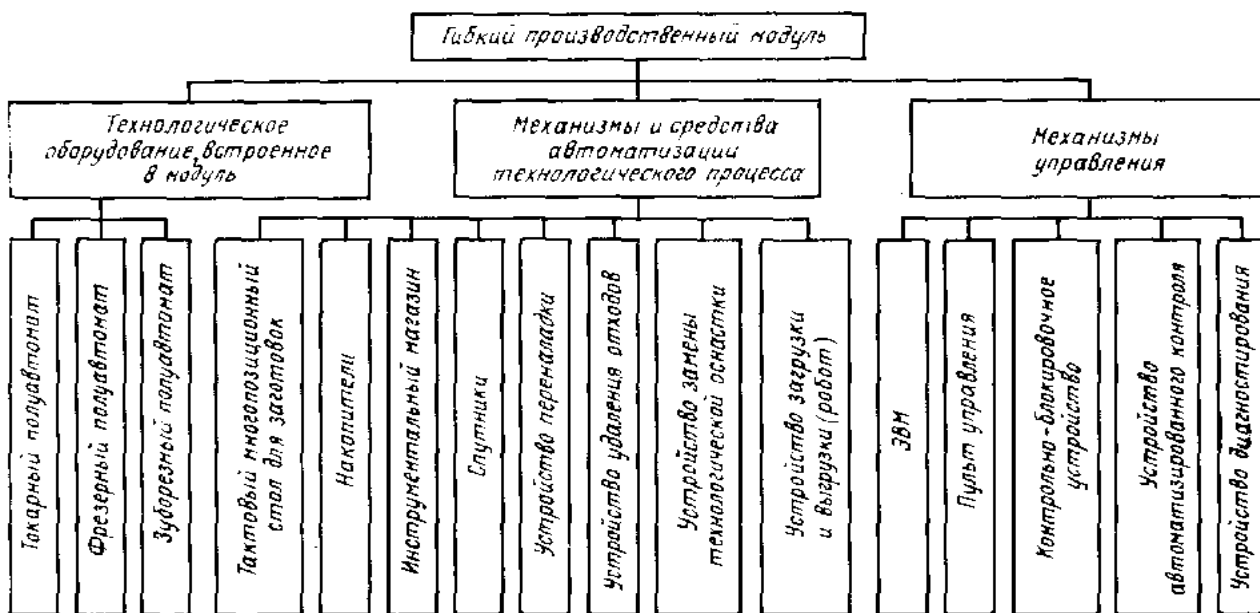 Гибкий производственный модуль
Технологическое
оборудование, встроенное
в модуль
Механизмы и средства
автоматизации
технологического процесса
Механизмы
управления
Токарный полуавтомат
Фрезерный полуавтомат
Зуборезный полуавтомат
Тактовый многопозиционный
стол для заготовок
Накопители
Инструментальный магазин
Спутники
Устройство переналадки
Устройство удаления отходов
Устройство замены
технологической оснастки
Устройство загрузки
и выгрузки (робот)
ЭВМ
Пульт управления
Контрольно-блокировочное
устройство
Устройство
автоматизированного контроля
Устройство диагностирования